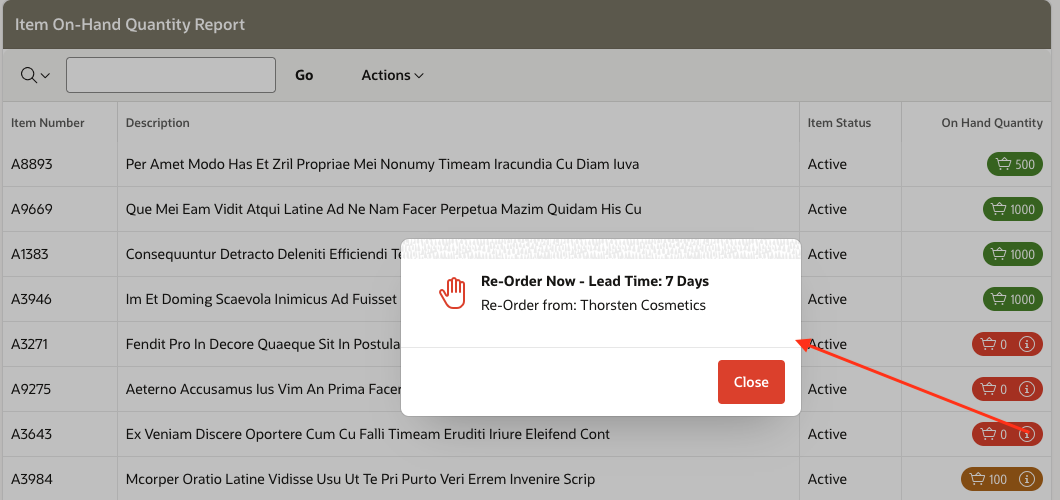 Item On-Hand Quantity Report
Go Actions
Item Number Description Item Status On Hand Quantity
A8893 Per Amet Modo Has Et Zril Propriae Mei Nonumy Timeam Iracundia Cu Diam Iuva Active 500
A9669 Que Mei Eam Vidit Atqui Latine Ad Ne Nam Facer Perpetua Mazim Quidam His Cu Active 1000
A1383 Consequuntur Detracto Deleniti Efficiendi Active 1000
A3946 Im Et Doming Scaevola Inimicus Ad Fuisset Active 1000
A3271 Fendit Pro In Decore Quaeque Sit In Postula Active 0
A9275 Aeterno Accusamus Ius Vim An Prima Facer Active 0
A3643 Ex Veniam Discere Oportere Cum Cu Falli Timeam Eruditi Iriure Eleifend Cont Active 0
A3984 Mcorper Oratio Latine Vidisse Usu Ut Te Pri Purto Veri Errem Invenire Scrip Active 100
Re-Order Now - Lead Time: 7 Days
Re-Order from: Thorsten Cosmetics
Close